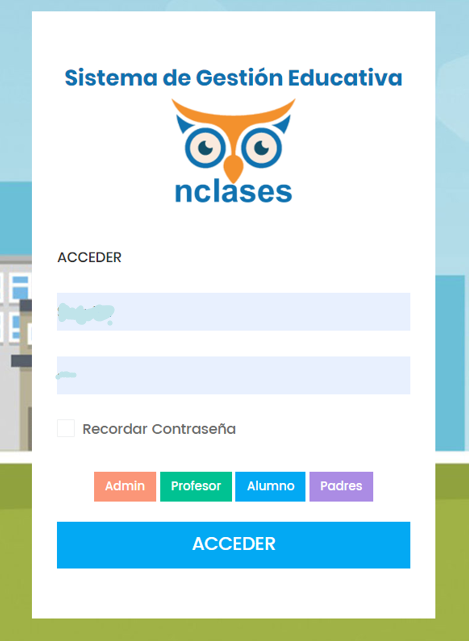 Sistema de Gestión Educativa
nclases
ACCEDER
Recordar Contraseña
Admin Profesor Alumno Padres
ACCEDER